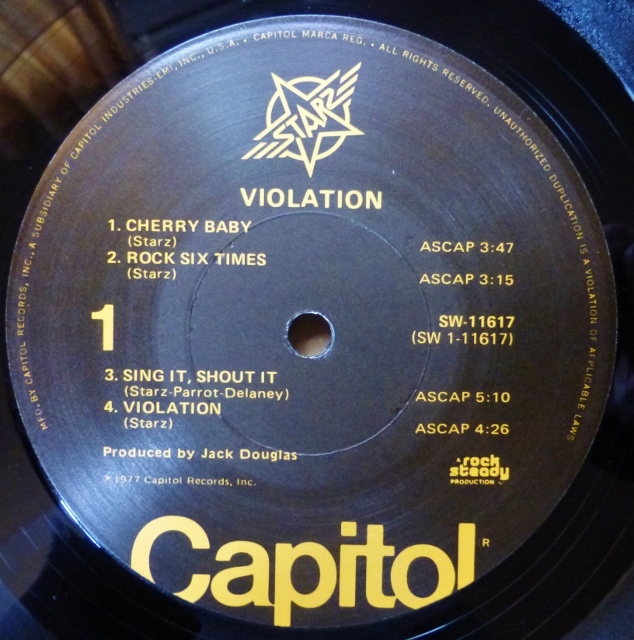 MFD. BY CAPITOL RECORDS, INC., A SUBSIDIARY OF CAPITOL INDUSTRIES-EMI, INC., U.S.A. • CAPITOL MARCA REG. • ALL RIGHTS RESERVED. UNAUTHORIZED DUPLICATION IS A VIOLATION OF APPLICABLE LAWS
STARZ
VIOLATION
1. CHERRY BABY
(Starz) ASCAP 3:47
2. ROCK SIX TIMES
(Starz) ASCAP 3:15
1
SW-11617
(SW 1-11617)
3. SING IT, SHOUT IT
(Starz-Parrot-Delaney) ASCAP 5:10
4. VIOLATION
(Starz) ASCAP 4:26
Produced by Jack Douglas
℗1977 Capitol Records, Inc.
A rock
steady
PRODUCTION
Capitol R